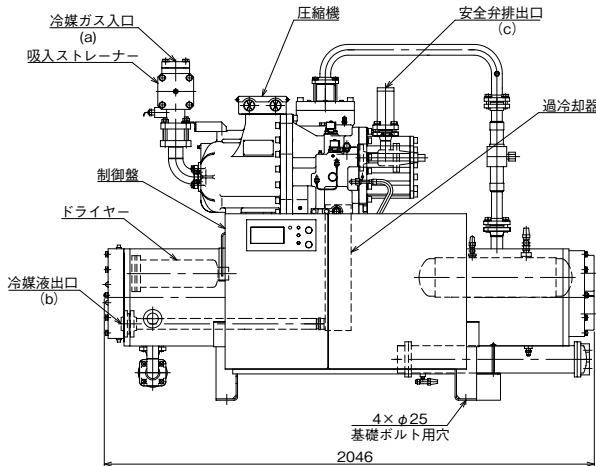 冷媒ガス入口
(a)
吸入ストレーナー
圧縮機
安全弁排出口
(c)
過冷却器
制御盤
ドライヤー
冷媒液出口
(b)
4×φ25
基礎ボルト用穴
2046